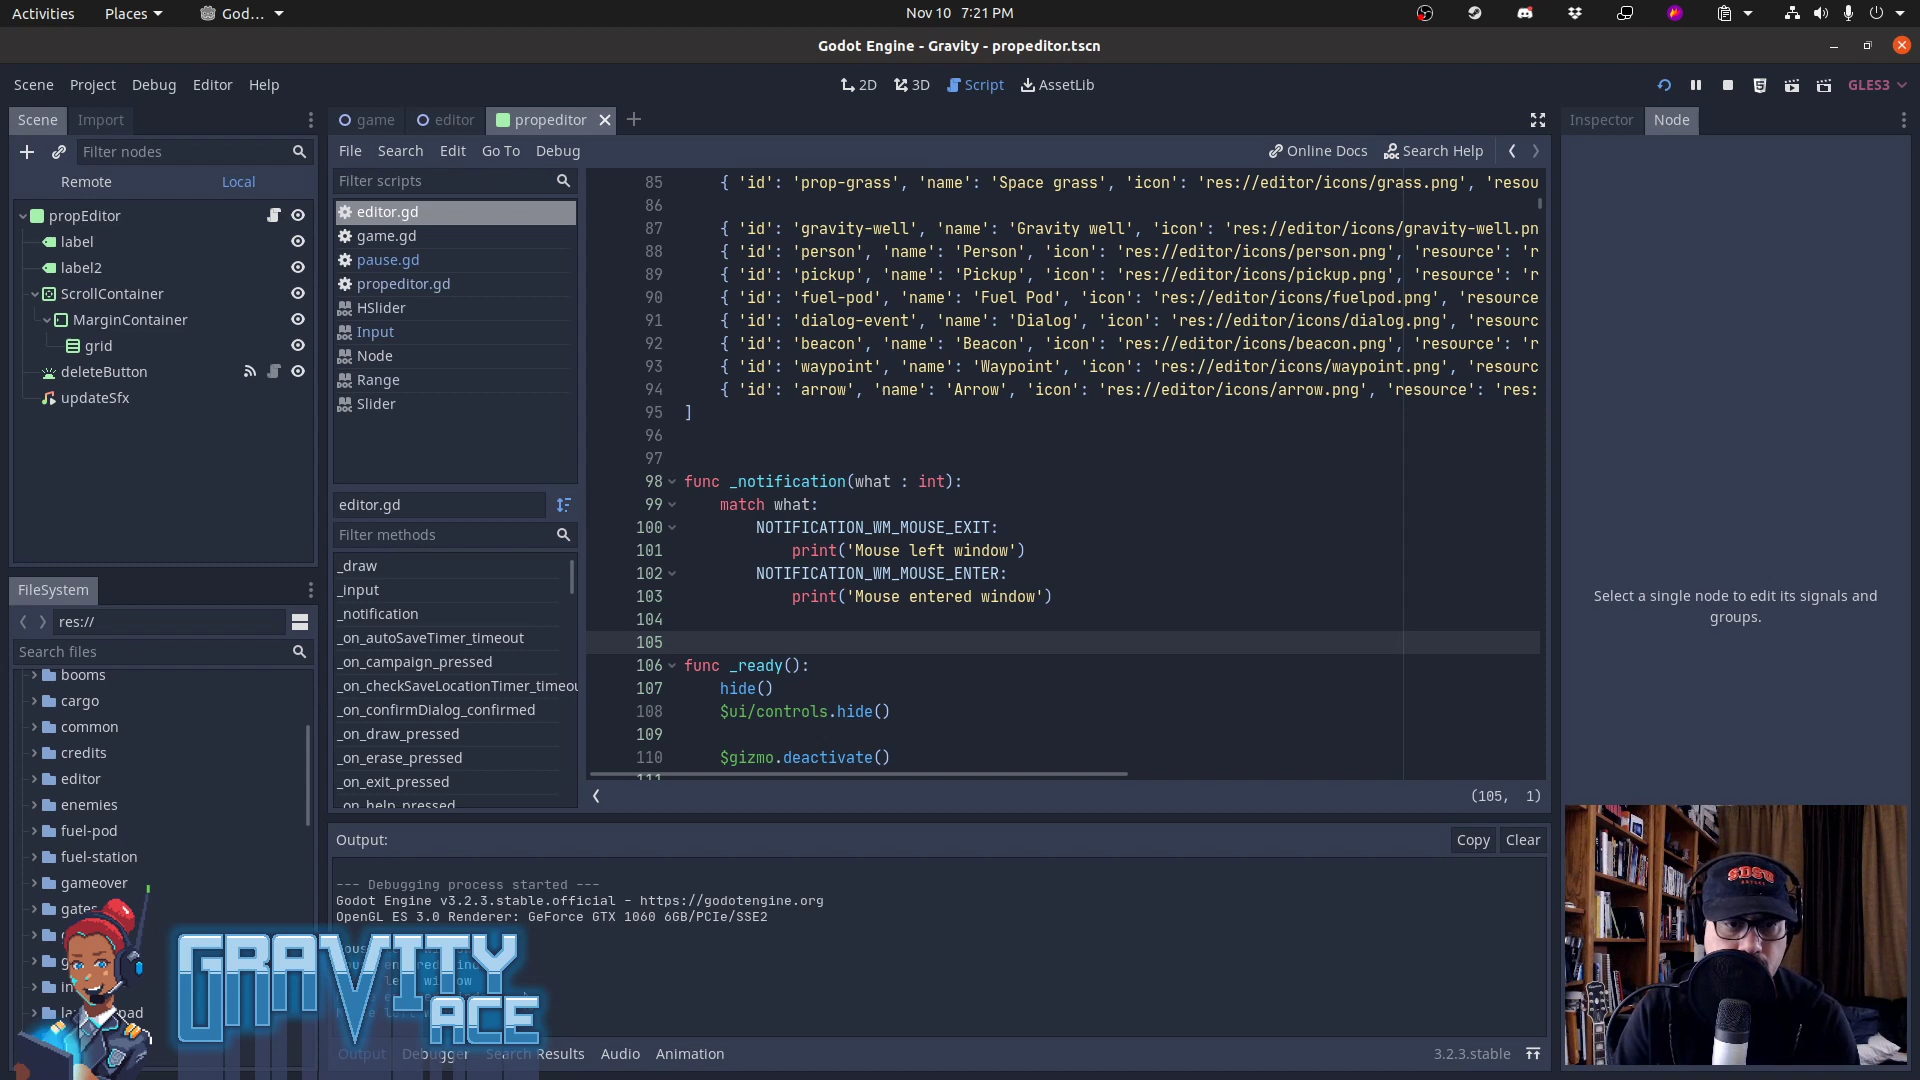 Activities
Places
God...
Nov 10 7:21 PM
Godot Engine - Gravity - propeditor.tscn
Scene
Project
Debug
Editor
Help
2D
3D
Script
AssetLib
GLES3
Scene
Import
game
editor
propeditor
Inspector
Node
Filter nodes
File
Search
Edit
Go To
Debug
Online Docs
Search Help
Remote
Local
propEditor
label
label2
ScrollContainer
MarginContainer
grid
deleteButton
updateSfx
Filter scripts
editor.gd
game.gd
pause.gd
propeditor.gd
HSlider
Input
Node
Range
Slider
editor.gd
Filter methods
_draw
_input
_notification
_on_autoSaveTimer_timeout
_on_campaign_pressed
_on_checkSaveLocationTimer_timeou
_on_confirmDialog_confirmed
_on_draw_pressed
_on_erase_pressed
_on_exit_pressed
_on_help_pressed
85 { 'id': 'prop-grass', 'name': 'Space grass', 'icon': 'res://editor/icons/grass.png', 'resou
86
87 { 'id': 'gravity-well', 'name': 'Gravity well', 'icon': 'res://editor/icons/gravity-well.pn
88 { 'id': 'person', 'name': 'Person', 'icon': 'res://editor/icons/person.png', 'resource': 'r
89 { 'id': 'pickup', 'name': 'Pickup', 'icon': 'res://editor/icons/pickup.png', 'resource': 'r
90 { 'id': 'fuel-pod', 'name': 'Fuel Pod', 'icon': 'res://editor/icons/fuelpod.png', 'resource
91 { 'id': 'dialog-event', 'name': 'Dialog', 'icon': 'res://editor/icons/dialog.png', 'resourc
92 { 'id': 'beacon', 'name': 'Beacon', 'icon': 'res://editor/icons/beacon.png', 'resource': 'r
93 { 'id': 'waypoint', 'name': 'Waypoint', 'icon': 'res://editor/icons/waypoint.png', 'resourc
94 { 'id': 'arrow', 'name': 'Arrow', 'icon': 'res://editor/icons/arrow.png', 'resource': 'res:
95 ]
96
97
98 func _notification(what : int):
99 match what:
100 NOTIFICATION_WM_MOUSE_EXIT:
101 print('Mouse left window')
102 NOTIFICATION_WM_MOUSE_ENTER:
103 print('Mouse entered window')
104
105
106 func _ready():
107 hide()
108 $ui/controls.hide()
109
110 $gizmo.deactivate()
111
(105, 1)
Select a single node to edit its signals and
groups.
FileSystem
res://
Search files
booms
cargo
common
credits
editor
enemies
fuel-pod
fuel-station
gameover
gates
Output:
Copy
Clear
--- Debugging process started ---
Godot Engine v3.2.3.stable.official - https://godotengine.org
OpenGL ES 3.0 Renderer: GeForce GTX 1060 6GB/PCIe/SSE2
GRAVITY
ACE
SDSU
Output
Debugger
Search Results
Audio
Animation
3.2.3.stable